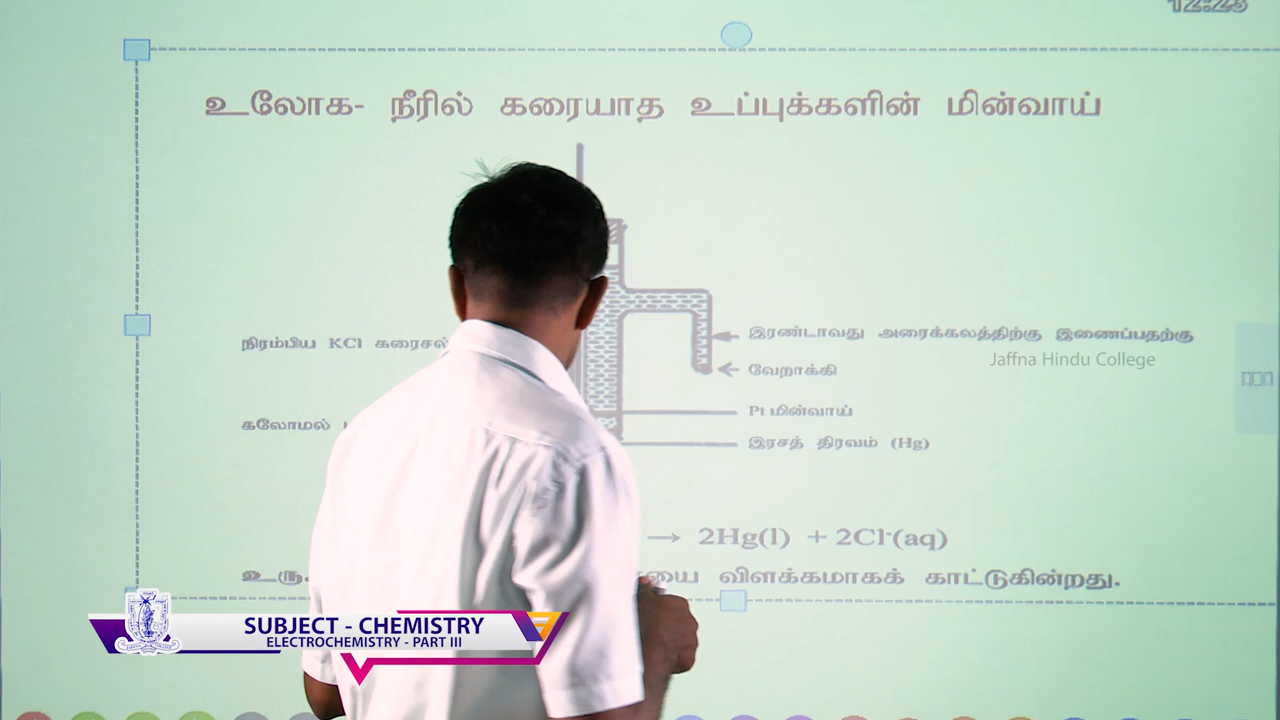 12:23
உலோக- நீரில் கரையாத உப்புக்களின் மின்வாய்
நிரம்பிய KCl கரைசல்
இரண்டாவது அரைக்கலத்திற்கு இணைப்பதற்கு
Jaffna Hindu College
வேறாக்கி
Pt மின்வாய்
கலோமல்
இரசத் திரவம் (Hg)
→ 2Hg(l) + 2Cl⁻(aq)
உரு. விளக்கமாகக் காட்டுகின்றது.
SUBJECT - CHEMISTRY
ELECTROCHEMISTRY - PART III